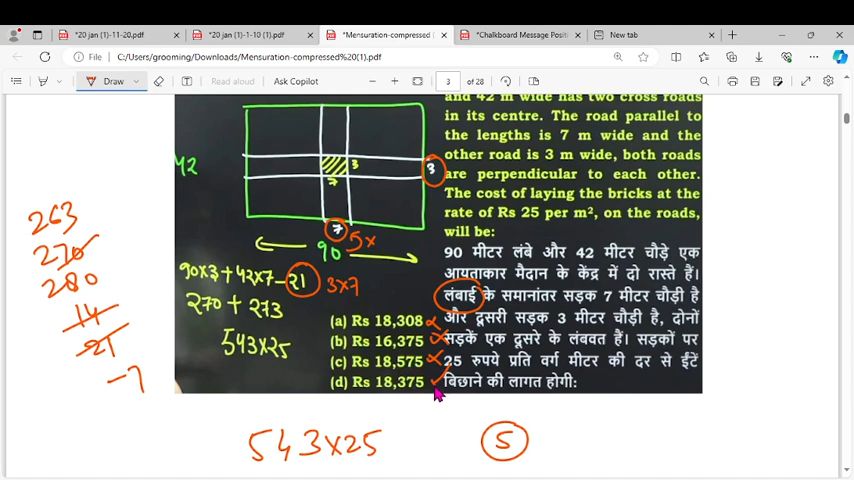 *20 jan (1)-11-20.pdf
*20 jan (1)-1-10 (1).pdf
*Mensuration-compressed
*Chalkboard Message Positi
New tab
File
C:/Users/grooming/Downloads/Mensuration-compressed%20(1).pdf
Draw
Read aloud
Ask Copilot
3
of 28
and 42 m wide has two cross roads
in its centre. The road parallel to
the lengths is 7 m wide and the
other road is 3 m wide, both roads
are perpendicular to each other.
The cost of laying the bricks at the
rate of Rs 25 per m², on the roads,
will be:
90 मीटर लंबे और 42 मीटर चौड़े एक
आयताकार मैदान के केंद्र में दो रास्ते हैं।
लंबाई के समानांतर सड़क 7 मीटर चौड़ी है
और दूसरी सड़क 3 मीटर चौड़ी है, दोनों
सड़कें एक दूसरे के लंबवत हैं। सड़कों पर
25 रुपये प्रति वर्ग मीटर की दर से ईंटें
बिछाने की लागत होगी:
42
3
7
3
7
5x
90
90x3+42x7-21
3x7
270+273
543x25
(a) Rs 18,308
(b) Rs 16,375
(c) Rs 18,575
(d) Rs 18,375
263
270
280
14
-21
-7
543x25
5